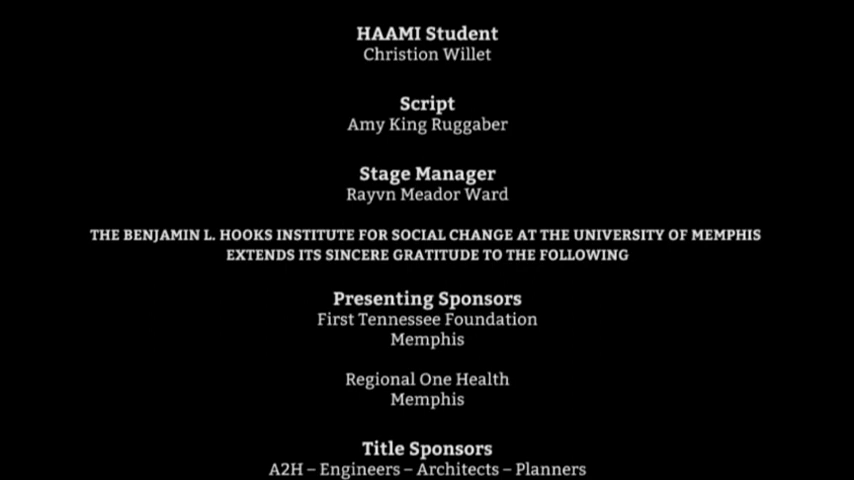 HAAMI Student
Christion Willet
Script
Amy King Ruggaber
Stage Manager
Rayvn Meador Ward
THE BENJAMIN L. HOOKS INSTITUTE FOR SOCIAL CHANGE AT THE UNIVERSITY OF MEMPHIS
EXTENDS ITS SINCERE GRATITUDE TO THE FOLLOWING
Presenting Sponsors
First Tennessee Foundation
Memphis
Regional One Health
Memphis
Title Sponsors
A2H – Engineers – Architects – Planners